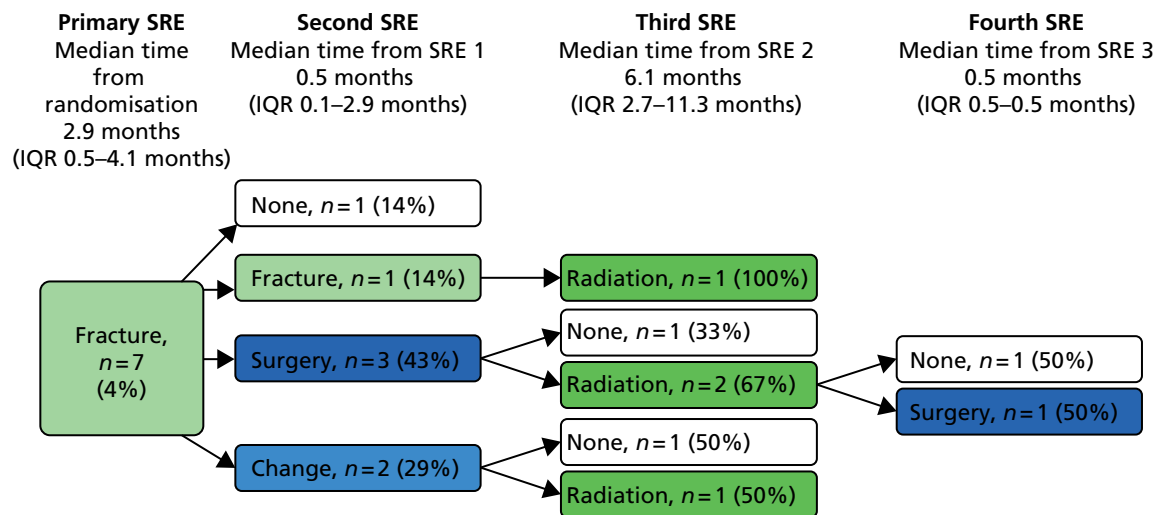 Primary SRE
Median time
from
randomisation
2.9 months
(IQR 0.5–4.1 months)
Second SRE
Median time from SRE 1
0.5 months
(IQR 0.1–2.9 months)
Third SRE
Median time from SRE 2
6.1 months
(IQR 2.7–11.3 months)
Fourth SRE
Median time from SRE 3
0.5 months
(IQR 0.5–0.5 months)
Fracture,
n=7
(4%)
None, n=1 (14%)
Fracture, n=1 (14%)
Surgery, n=3 (43%)
Change, n=2 (29%)
Radiation, n=1 (100%)
None, n=1 (33%)
Radiation, n=2 (67%)
None, n=1 (50%)
Radiation, n=1 (50%)
None, n=1 (50%)
Surgery, n=1 (50%)